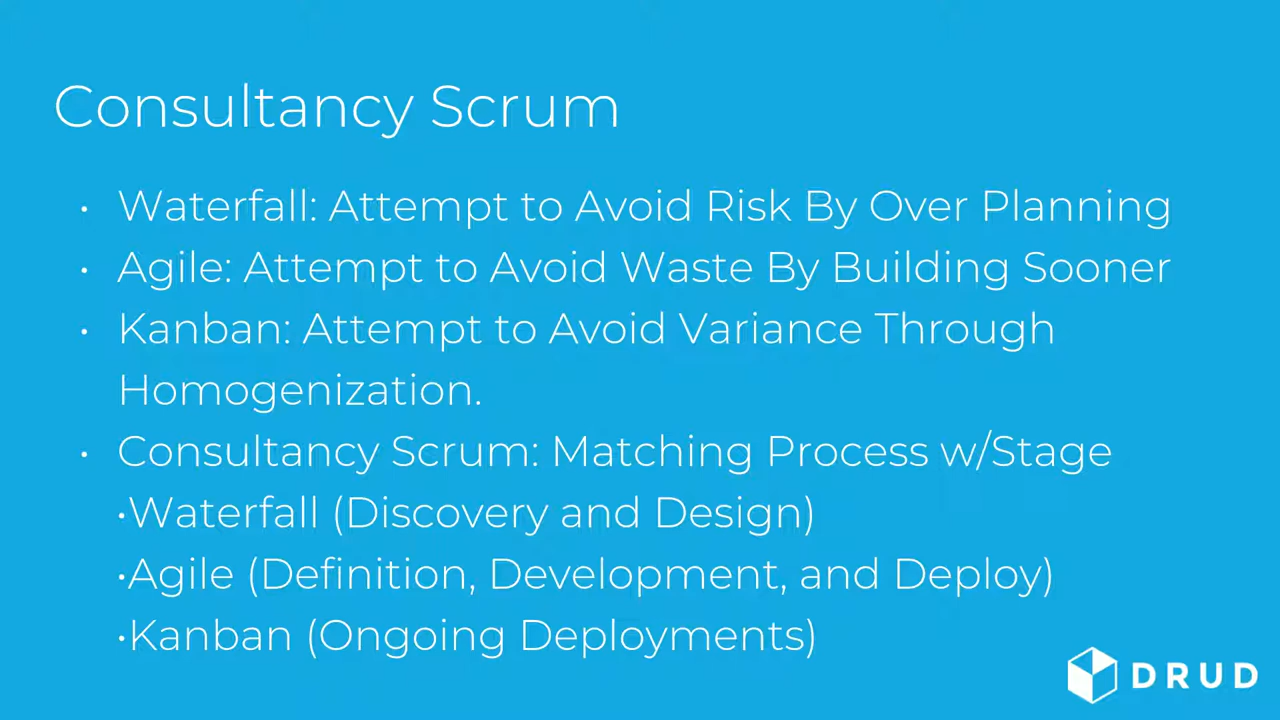 Consultancy Scrum
• Waterfall: Attempt to Avoid Risk By Over Planning
• Agile: Attempt to Avoid Waste By Building Sooner
• Kanban: Attempt to Avoid Variance Through
Homogenization.
• Consultancy Scrum: Matching Process w/Stage
•Waterfall (Discovery and Design)
•Agile (Definition, Development, and Deploy)
•Kanban (Ongoing Deployments)
DRUD